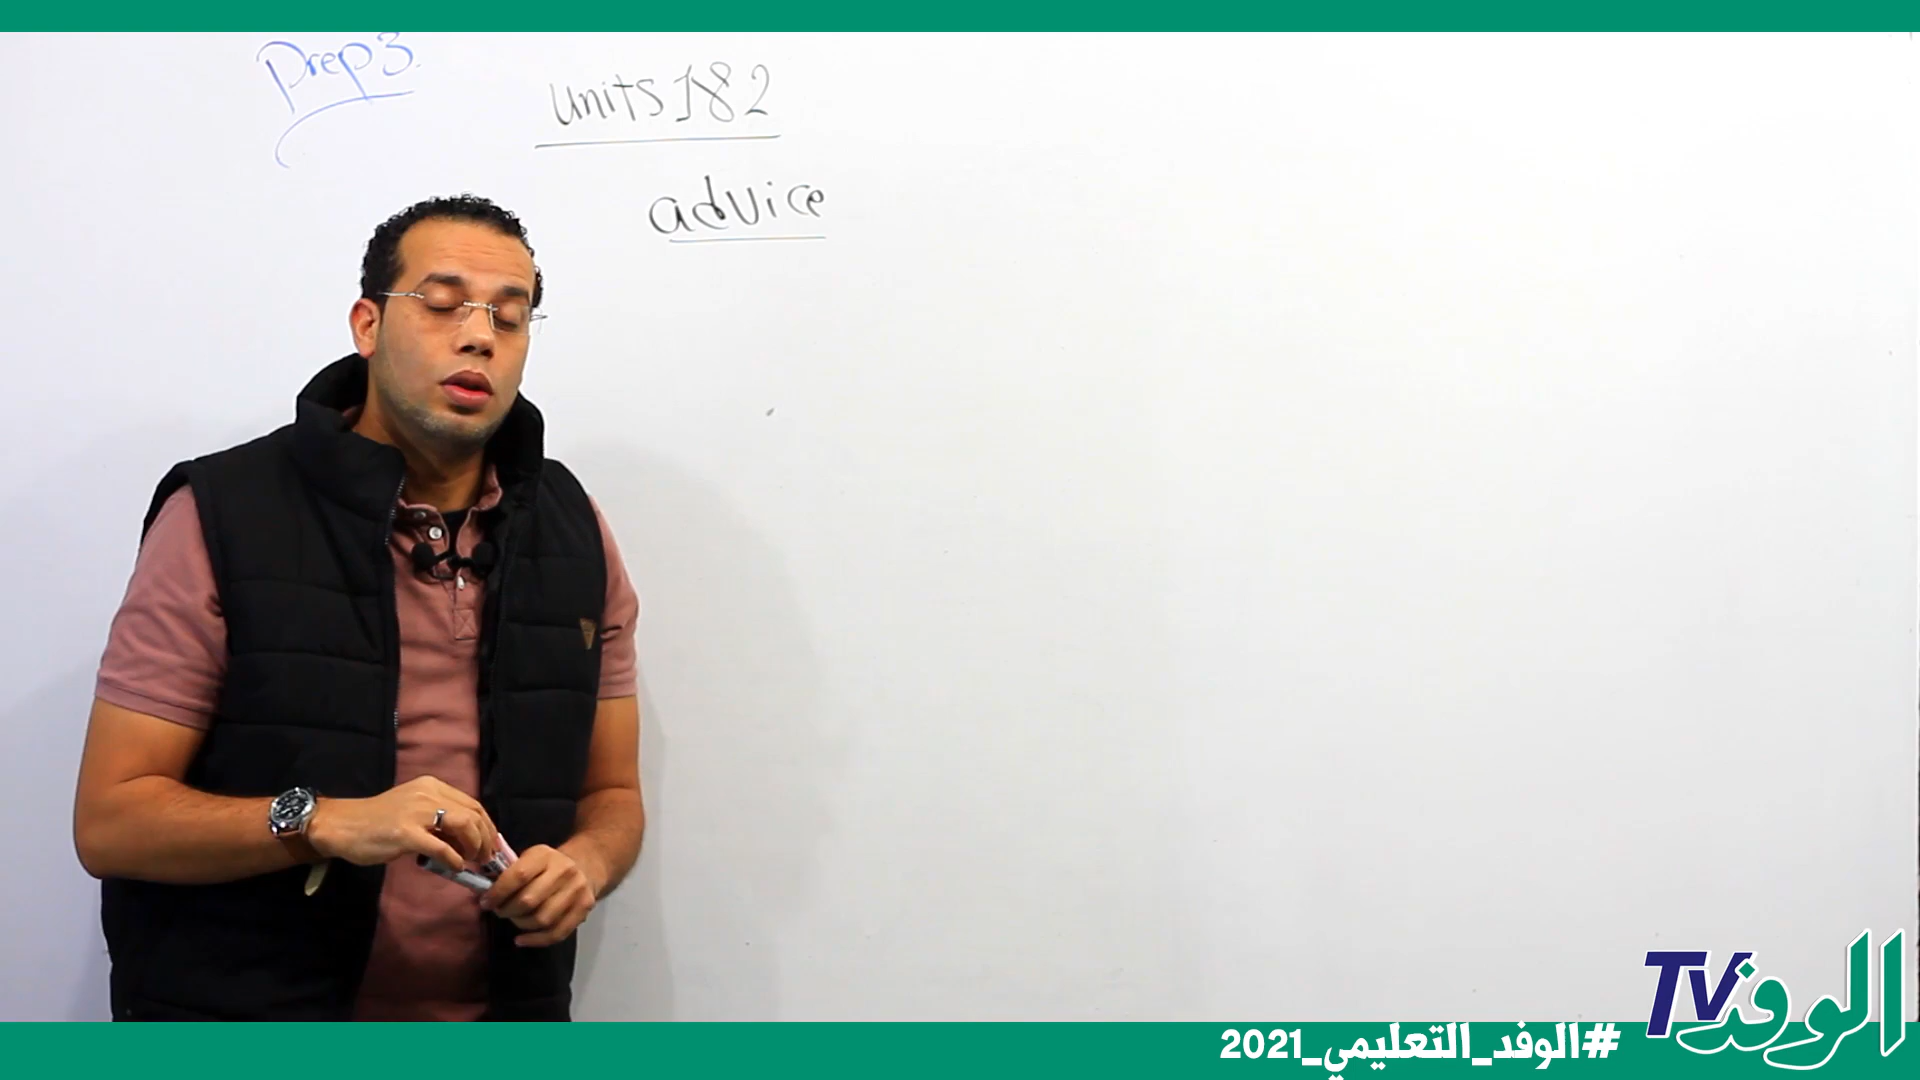 Prep 3.
units 1 & 2
advice
الوفد TV
#الوفد_التعليمي_2021